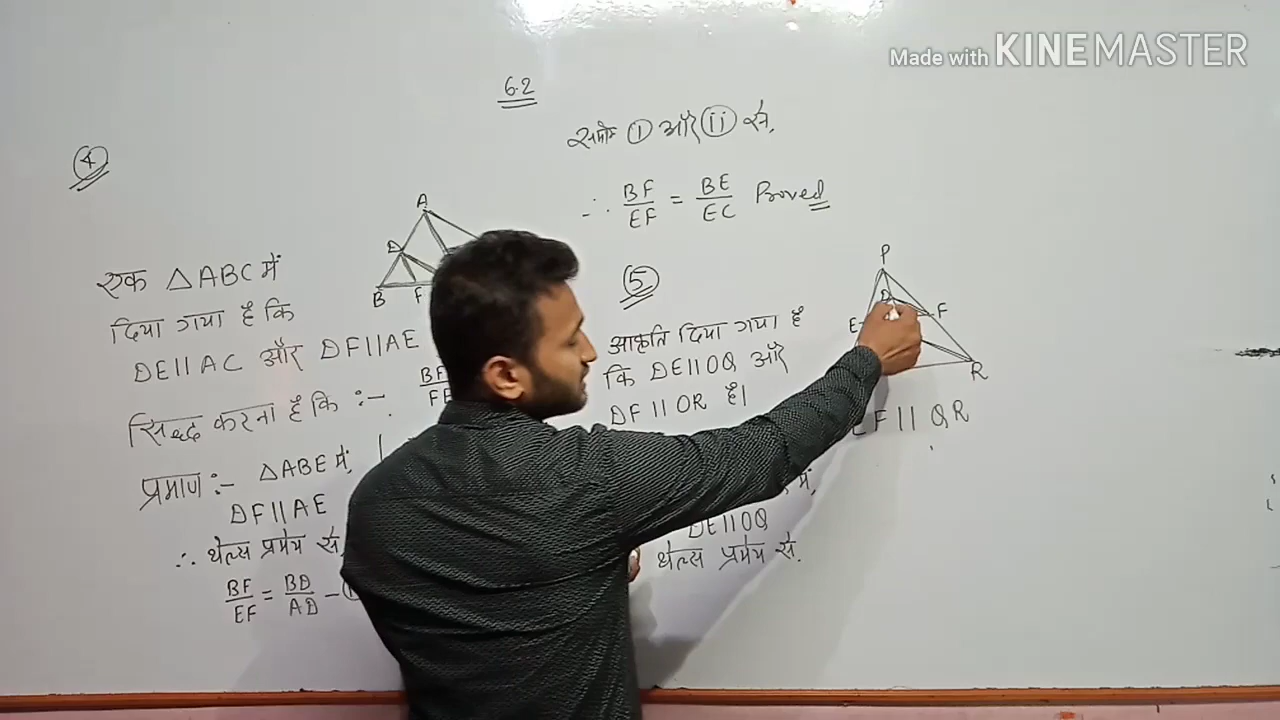 Made with KINEMASTER
6.2
④
एक △ABC में
दिया गया है कि
DE||AC और DF||AE
सिद्ध करना है कि :-
BF
प्रमाण :- △ABE में,
DF||AE
∴ थेल्स प्रमेय से,
BF/EF = BD/AD -
A
B
F
समी० ⓘ और ⓘⓘ से,
∴ BF/EF = BE/EC Proved
⑤
आकृति दिया गया है
कि DE||OQ और
DF||OR है।
में,
DE||OQ
थेल्स प्रमेय से.
P
D
E
F
R
F||QR